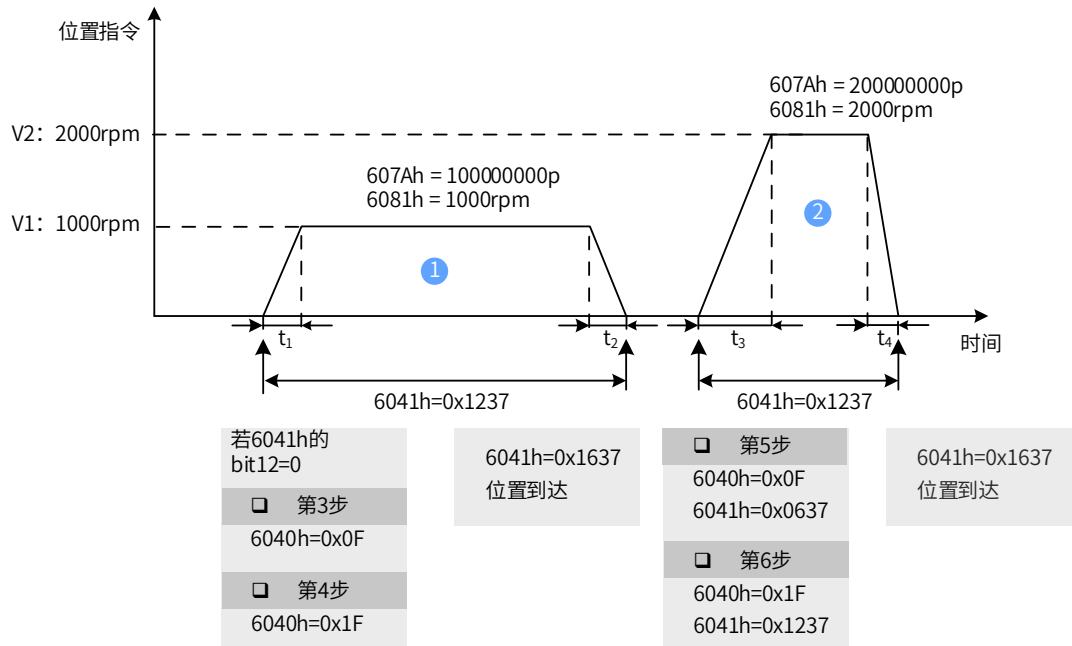 位置指令
607Ah = 200000000p
6081h = 2000rpm
V2：2000rpm
607Ah = 100000000p
6081h = 1000rpm
V1：1000rpm
2
1
t1
t2
t3
t4
时间
6041h=0x1237
6041h=0x1237
若6041h的
bit12=0
第3步
6040h=0x0F
第4步
6040h=0x1F
6041h=0x1637
位置到达
第5步
6040h=0x0F
6041h=0x0637
第6步
6040h=0x1F
6041h=0x1237
6041h=0x1637
位置到达